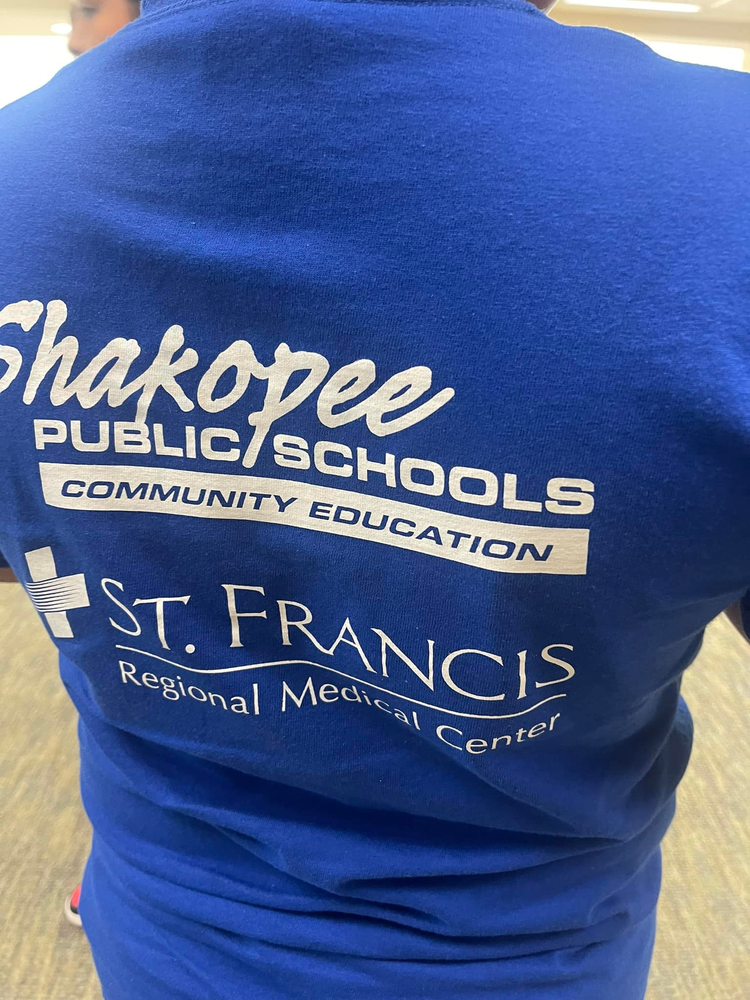 Shakopee
PUBLIC SCHOOLS
COMMUNITY EDUCATION
ST. FRANCIS
Regional Medical Center